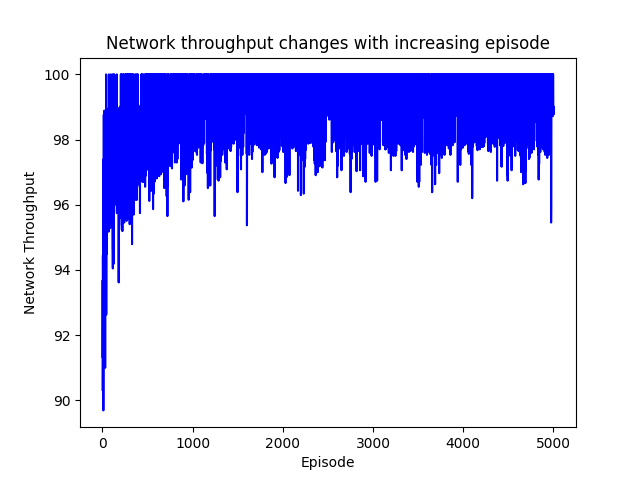 Network throughput changes with increasing episode
100
98
96
94
92
90
Network Throughput
0 1000 2000 3000 4000 5000
Episode